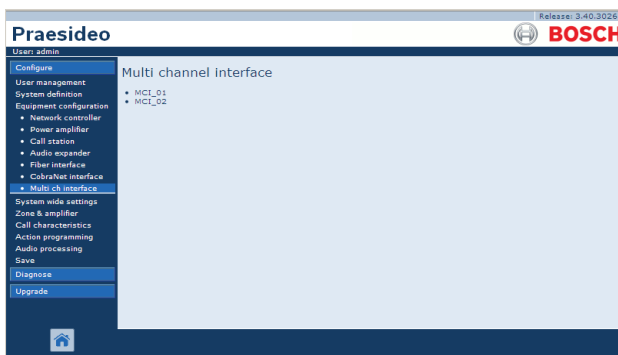 Release: 3.40.3026
Praesideo
BOSCH
User: admin
Configure
User management
System definition
Equipment configuration
• Network controller
• Power amplifier
• Call station
• Audio expander
• Fiber interface
• CobraNet interface
• Multi ch interface
System wide settings
Zone & amplifier
Call characteristics
Action programming
Audio processing
Save
Diagnose
Upgrade
Multi channel interface
• MCI_01
• MCI_02